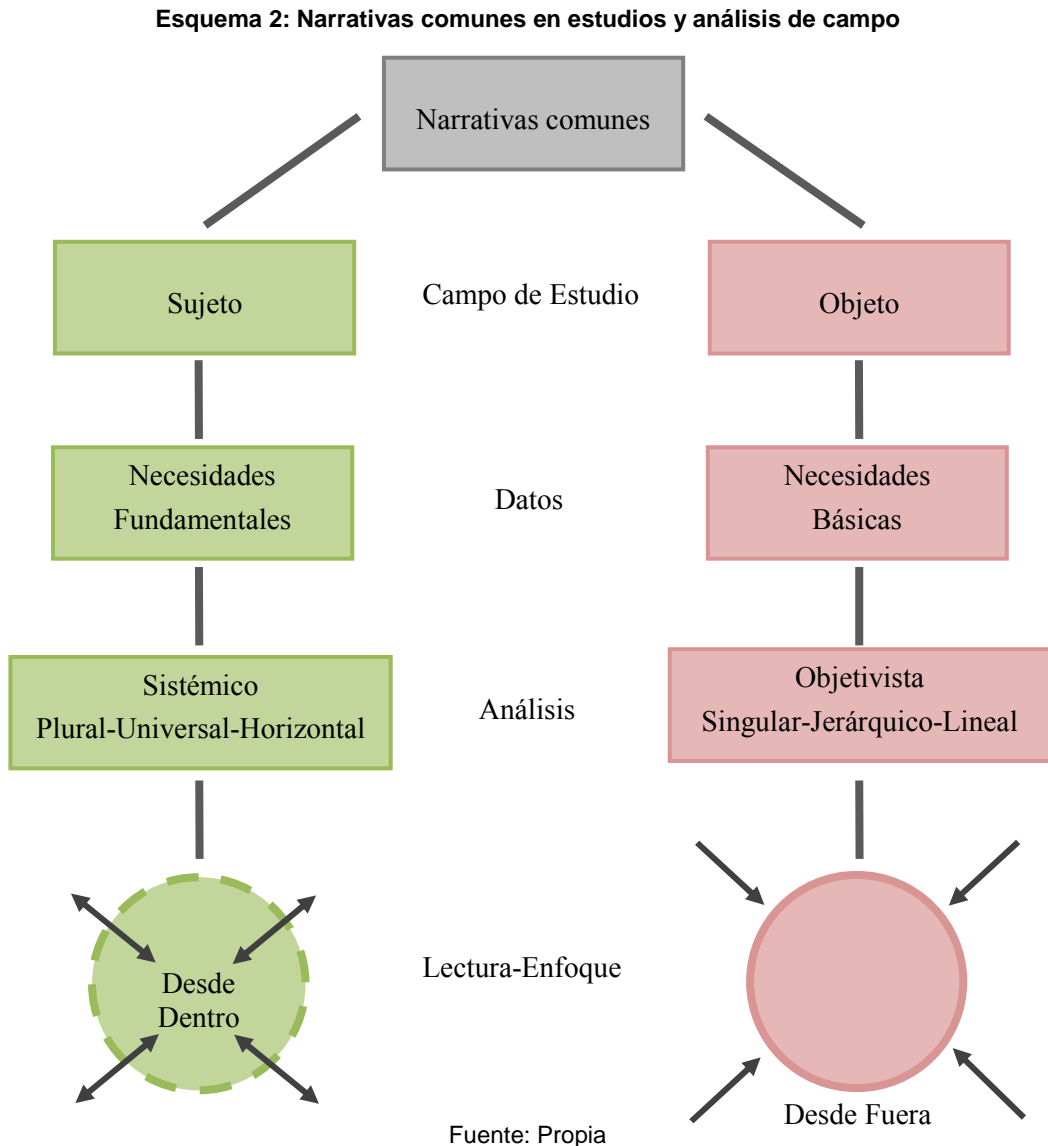 Esquema 2: Narrativas comunes en estudios y análisis de campo
Narrativas comunes
Sujeto
Campo de Estudio
Objeto
Necesidades
Fundamentales
Datos
Necesidades
Básicas
Sistémico
Plural-Universal-Horizontal
Análisis
Objetivista
Singular-Jerárquico-Lineal
Desde
Dentro
Lectura-Enfoque
Desde Fuera
Fuente: Propia